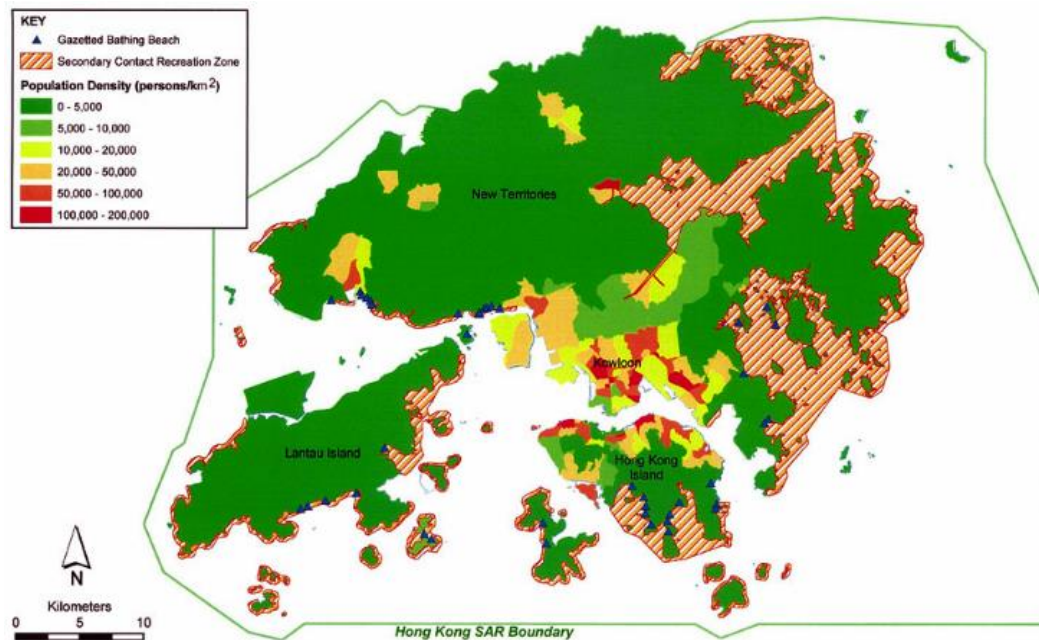 KEY
Gazetted Bathing Beach
Secondary Contact Recreation Zone
Population Density (persons/km²)
0 - 5,000
5,000 - 10,000
10,000 - 20,000
20,000 - 50,000
50,000 - 100,000
100,000 - 200,000
New Territories
Kowloon
Lantau Island
Hong Kong
Island
N
Kilometers
0 5 10
Hong Kong SAR Boundary